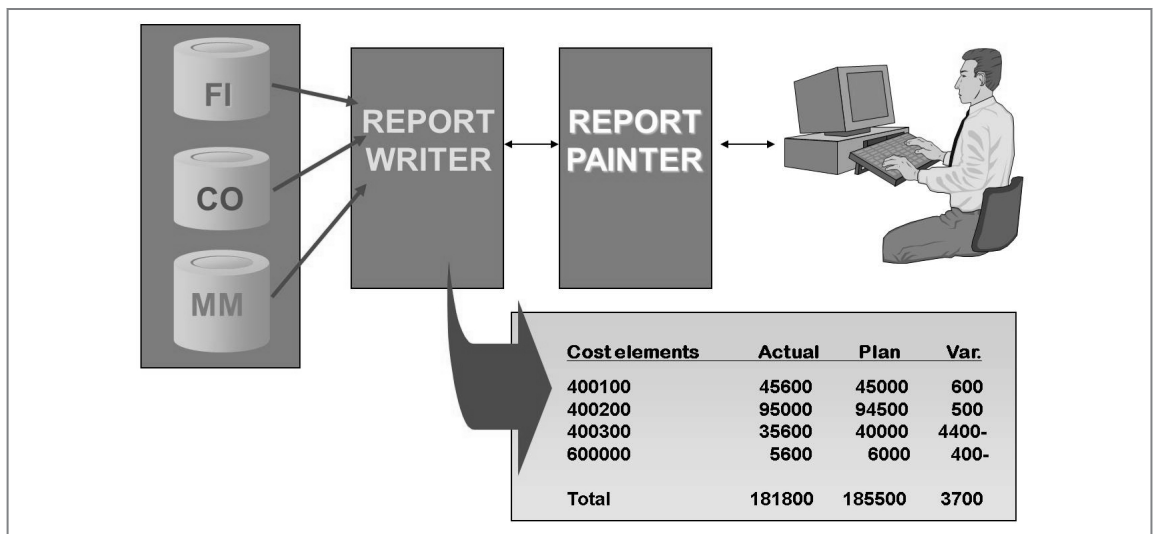 FI
CO
MM
REPORT
WRITER
REPORT
PAINTER
Cost elements Actual Plan Var.
400100 45600 45000 600
400200 95000 94500 500
400300 35600 40000 4400-
600000 5600 6000 400-
Total 181800 185500 3700